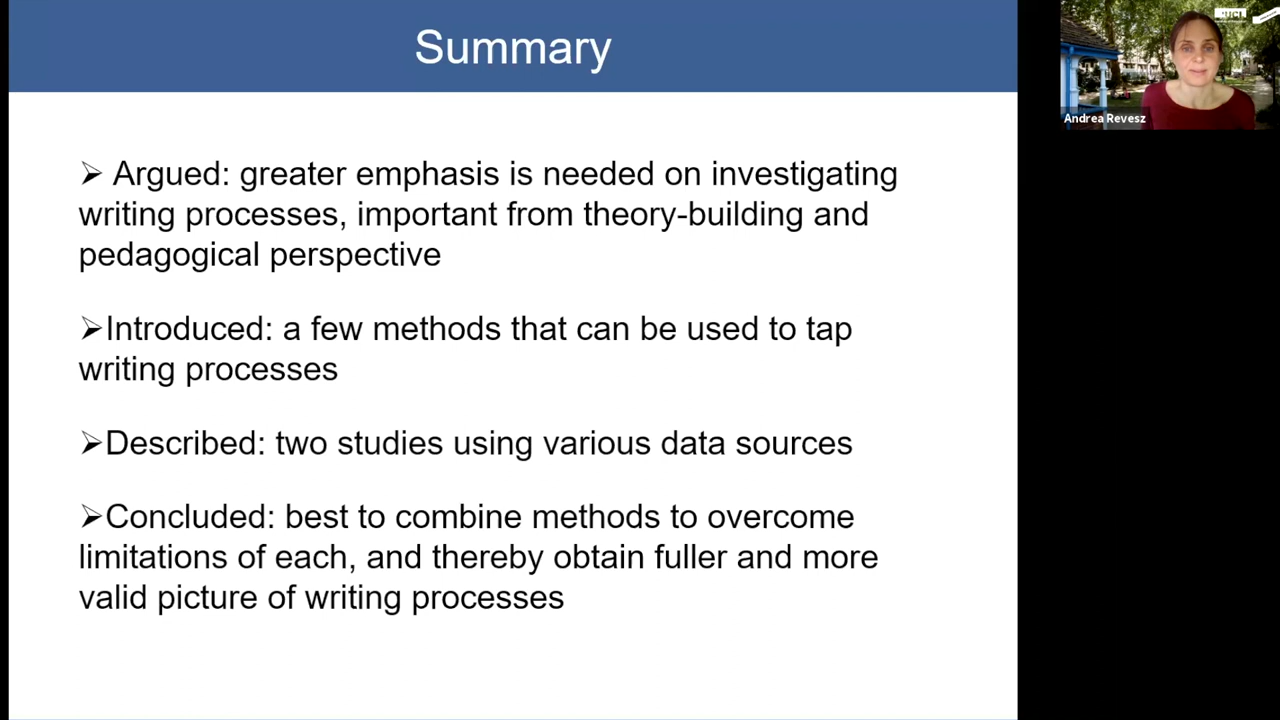 Summary
➢ Argued: greater emphasis is needed on investigating
writing processes, important from theory-building and
pedagogical perspective
➢Introduced: a few methods that can be used to tap
writing processes
➢Described: two studies using various data sources
➢Concluded: best to combine methods to overcome
limitations of each, and thereby obtain fuller and more
valid picture of writing processes
Andrea Revesz